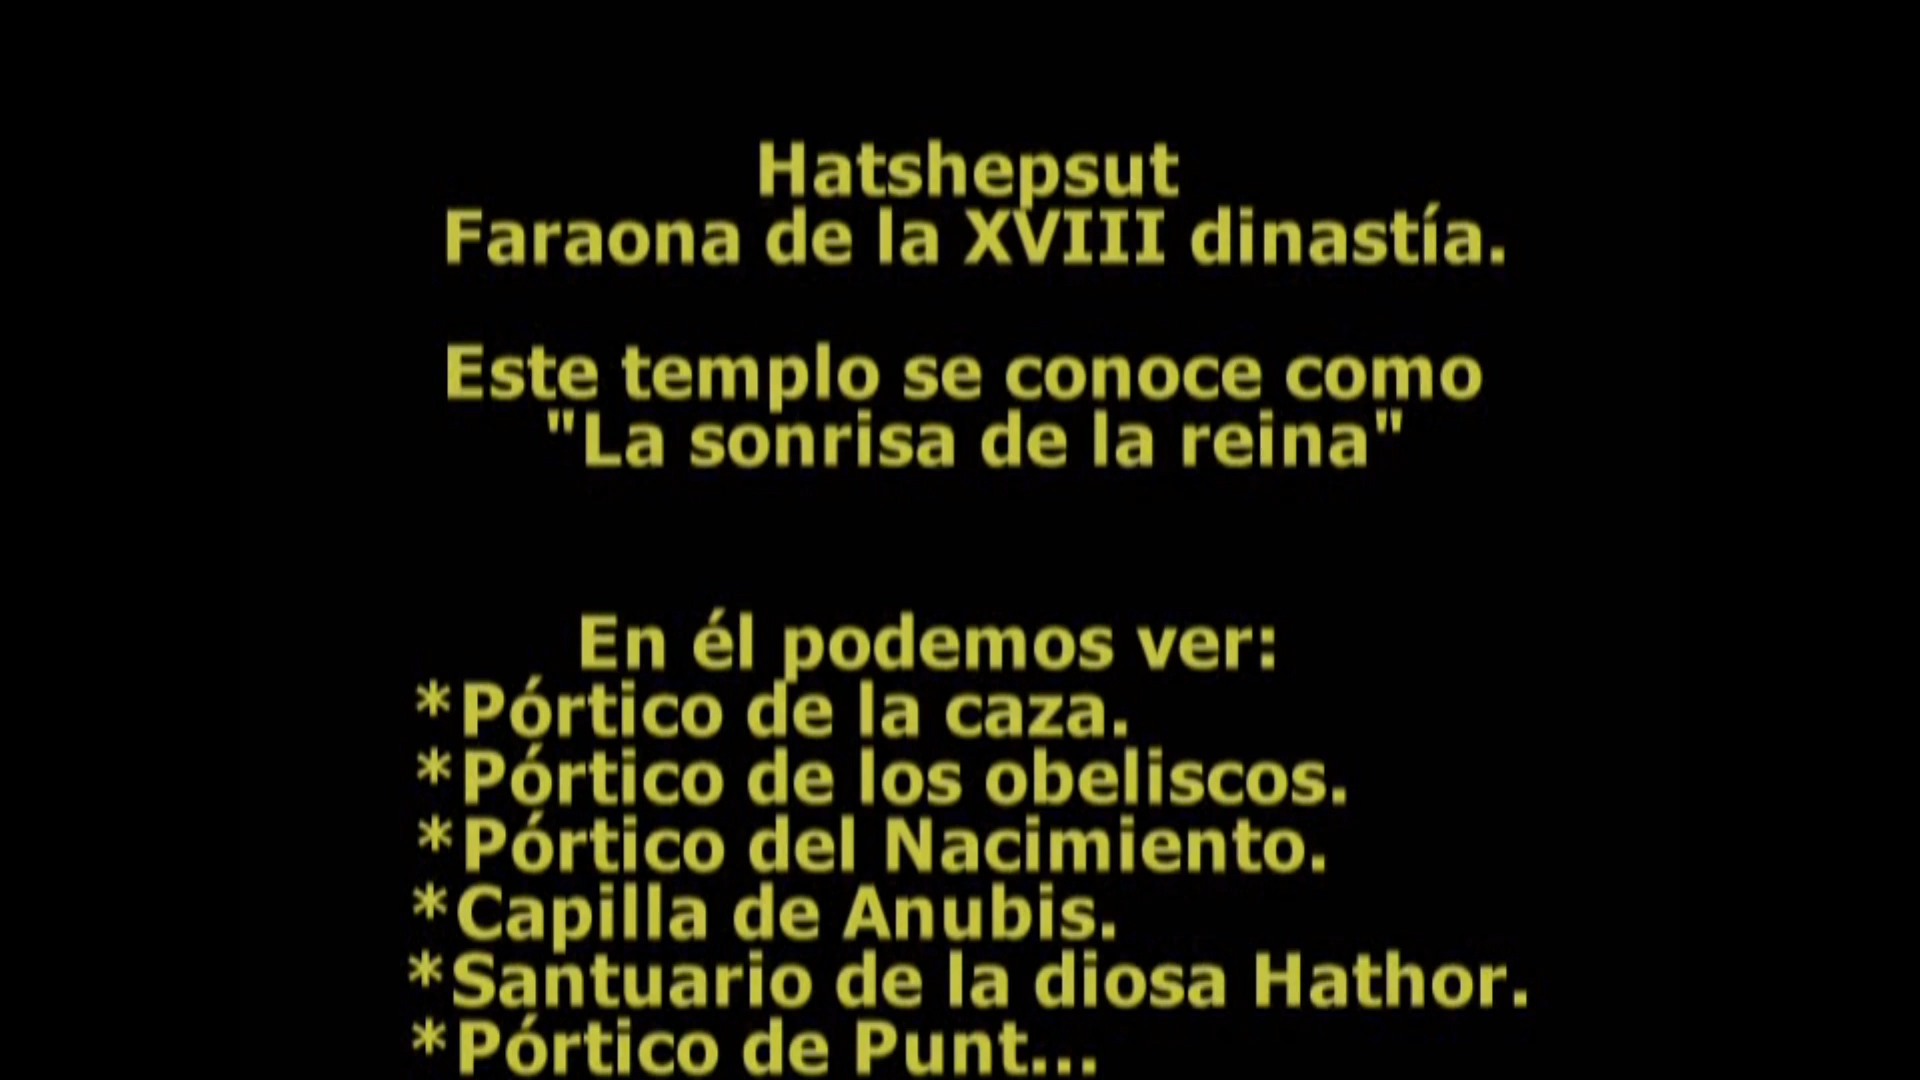 Hatshepsut
Faraona de la XVIII dinastía.
Este templo se conoce como
"La sonrisa de la reina"
En él podemos ver:
*Pórtico de la caza.
*Pórtico de los obeliscos.
*Pórtico del Nacimiento.
*Capilla de Anubis.
*Santuario de la diosa Hathor.
*Pórtico de Punt...